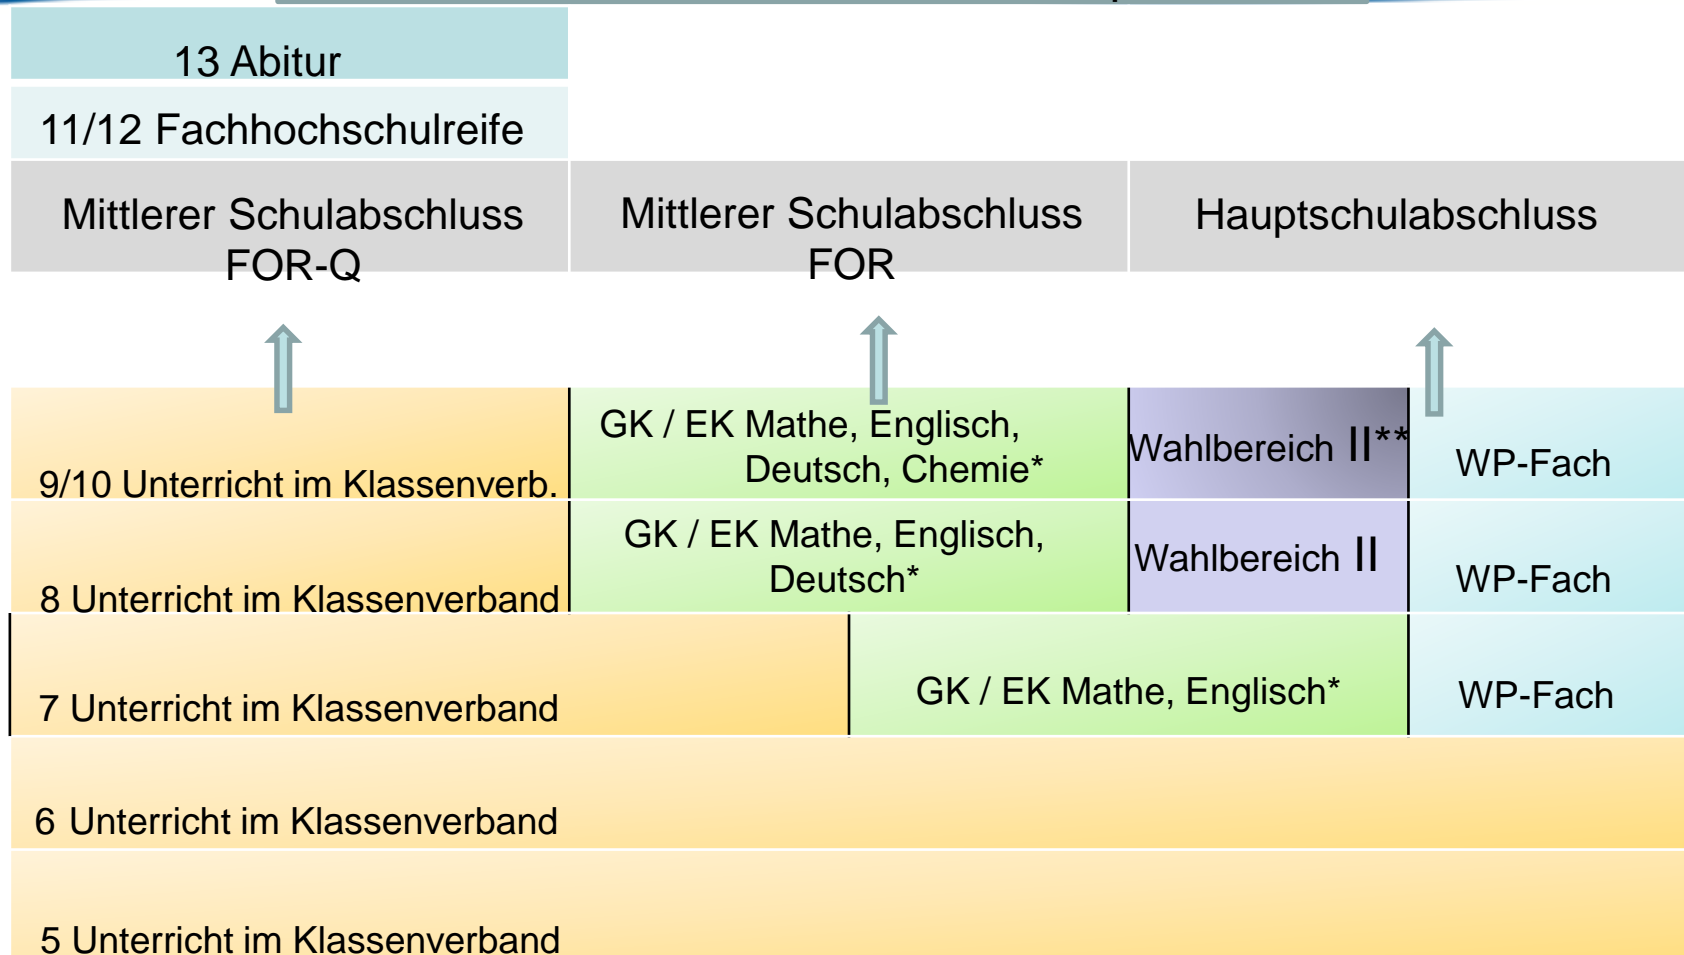 13 Abitur
11/12 Fachhochschulreife
Mittlerer Schulabschluss
FOR-Q
Mittlerer Schulabschluss
FOR
Hauptschulabschluss
9/10 Unterricht im Klassenverb.
GK / EK Mathe, Englisch,
Deutsch, Chemie*
Wahlbereich II**
WP-Fach
8 Unterricht im Klassenverband
GK / EK Mathe, Englisch,
Deutsch*
Wahlbereich II
WP-Fach
7 Unterricht im Klassenverband
GK / EK Mathe, Englisch*
WP-Fach
6 Unterricht im Klassenverband
5 Unterricht im Klassenverband